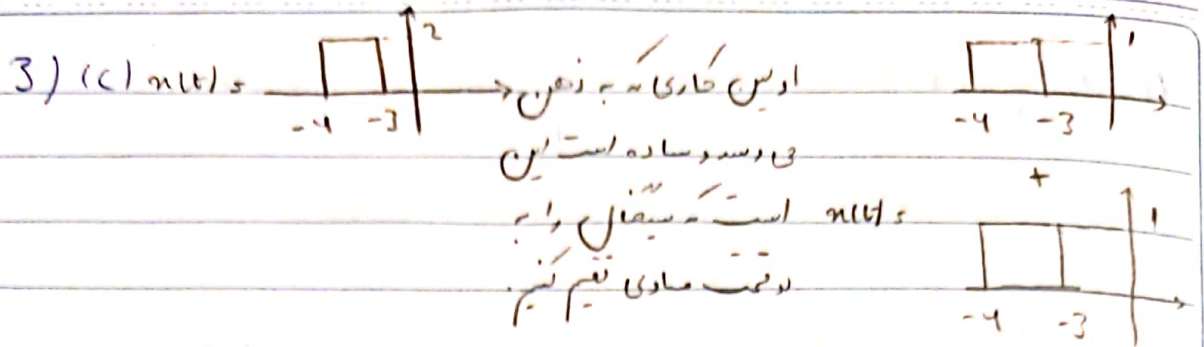 3) (c) x(t) = 2 -4 -3 اولین کاری که به ذهن 1 -4 -3
می رسد و ساده است این +
است که سیگنال را به x(t) = 1
دو قسمت مساوی تقسیم کنیم. -4 -3